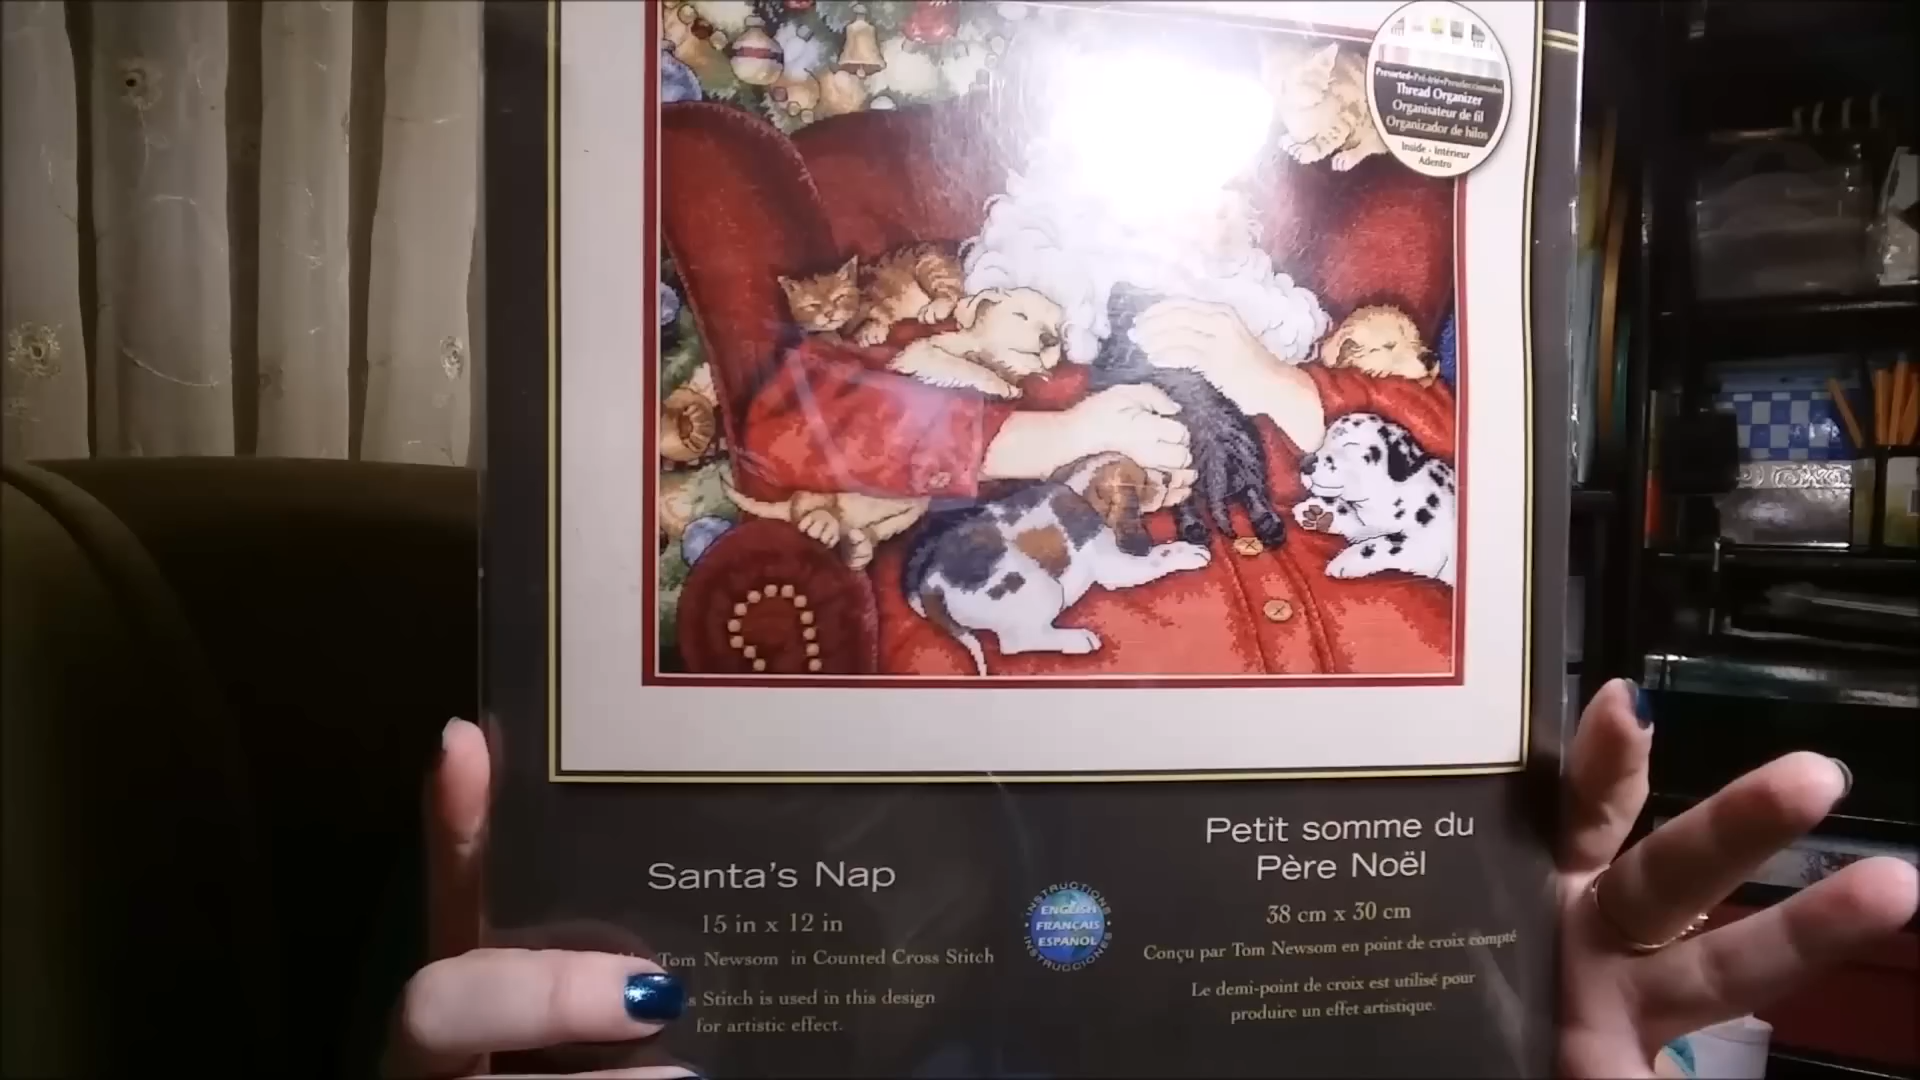 Presorted•Pré-trié•Preseleccionados
Thread Organizer
Organisateur de fil
Organizador de hilos
Inside - Intérieur
Adentro
Santa's Nap
15 in x 12 in
Tom Newsom in Counted Cross Stitch
Stitch is used in this design
for artistic effect.
INSTRUCTIONS
ENGLISH
FRANÇAIS
ESPAÑOL
INSTRUCCIONES
Petit somme du
Père Noël
38 cm x 30 cm
Conçu par Tom Newsom en point de croix compté
Le demi-point de croix est utilisé pour
produire un effet artistique.